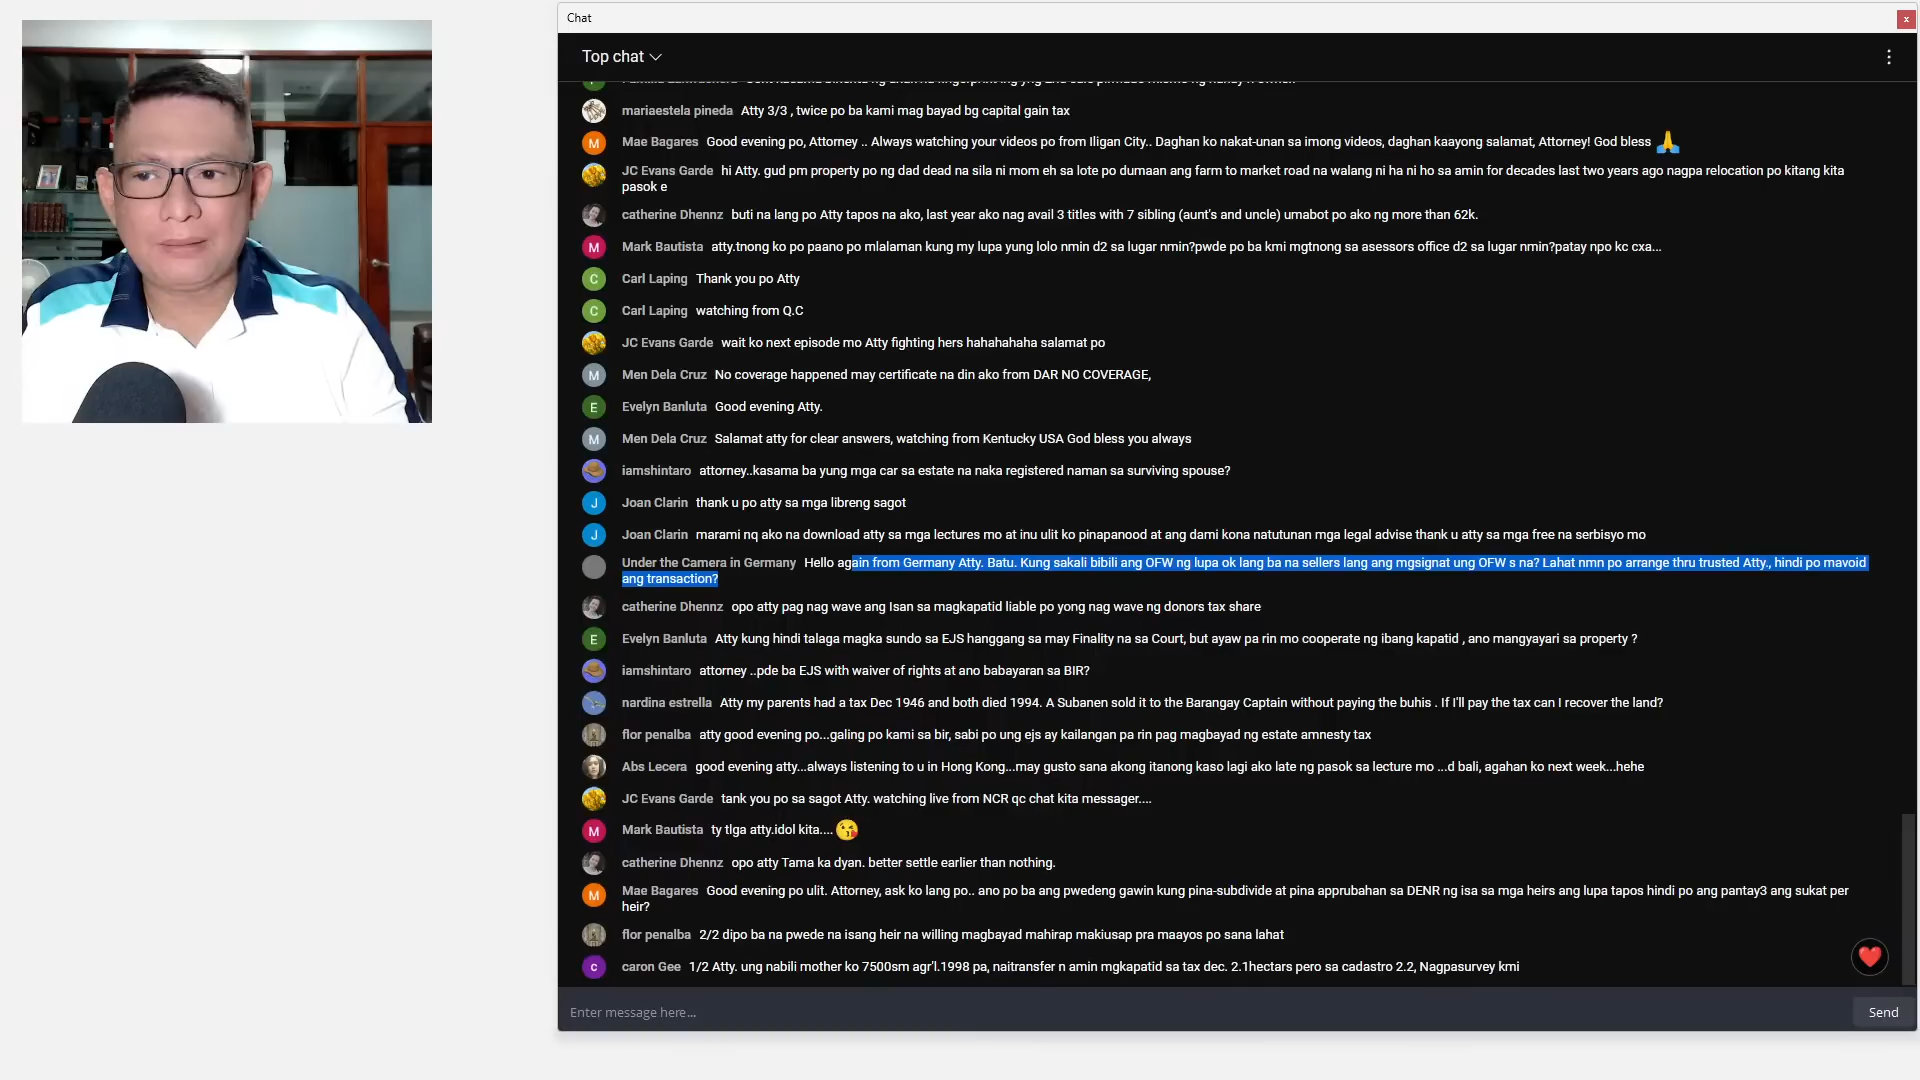 Chat
x
Top chat
mariaestela pineda Atty 3/3 , twice po ba kami mag bayad bg capital gain tax
M Mae Bagares Good evening po, Attorney .. Always watching your videos po from Iligan City.. Daghan ko nakat-unan sa imong videos, daghan kaayong salamat, Attorney! God bless 🙏
JC Evans Garde hi Atty. gud pm property po ng dad dead na sila ni mom eh sa lote po dumaan ang farm to market road na walang ni ha ni ho sa amin for decades last two years ago nagpa relocation po kitang kita
pasok e
catherine Dhennz buti na lang po Atty tapos na ako, last year ako nag avail 3 titles with 7 sibling (aunt's and uncle) umabot po ako ng more than 62k.
M Mark Bautista atty.tnong ko po paano po mlalaman kung my lupa yung lolo nmin d2 sa lugar nmin?pwde po ba kmi mgtnong sa asessors office d2 sa lugar nmin?patay npo kc cxa...
C Carl Laping Thank you po Atty
C Carl Laping watching from Q.C
JC Evans Garde wait ko next episode mo Atty fighting hers hahahahaha salamat po
M Men Dela Cruz No coverage happened may certificate na din ako from DAR NO COVERAGE,
E Evelyn Banluta Good evening Atty.
M Men Dela Cruz Salamat atty for clear answers, watching from Kentucky USA God bless you always
iamshintaro attorney..kasama ba yung mga car sa estate na naka registered naman sa surviving spouse?
J Joan Clarin thank u po atty sa mga libreng sagot
J Joan Clarin marami nq ako na download atty sa mga lectures mo at inu ulit ko pinapanood at ang dami kona natutunan mga legal advise thank u atty sa mga free na serbisyo mo
Under the Camera in Germany Hello again from Germany Atty. Batu. Kung sakali bibili ang OFW ng lupa ok lang ba na sellers lang ang mgsignat ung OFW s na? Lahat nmn po arrange thru trusted Atty., hindi po mavoid
ang transaction?
catherine Dhennz opo atty pag nag wave ang Isan sa magkapatid liable po yong nag wave ng donors tax share
E Evelyn Banluta Atty kung hindi talaga magka sundo sa EJS hanggang sa may Finality na sa Court, but ayaw pa rin mo cooperate ng ibang kapatid , ano mangyayari sa property ?
iamshintaro attorney ..pde ba EJS with waiver of rights at ano babayaran sa BIR?
nardina estrella Atty my parents had a tax Dec 1946 and both died 1994. A Subanen sold it to the Barangay Captain without paying the buhis . If I'll pay the tax can I recover the land?
flor penalba atty good evening po...galing po kami sa bir, sabi po ung ejs ay kailangan pa rin pag magbayad ng estate amnesty tax
Abs Lecera good evening atty...always listening to u in Hong Kong...may gusto sana akong itanong kaso lagi ako late ng pasok sa lecture mo ...d bali, agahan ko next week...hehe
JC Evans Garde tank you po sa sagot Atty. watching live from NCR qc chat kita messager....
M Mark Bautista ty tlga atty.idol kita.... 😘
catherine Dhennz opo atty Tama ka dyan. better settle earlier than nothing.
M Mae Bagares Good evening po ulit. Attorney, ask ko lang po.. ano po ba ang pwedeng gawin kung pina-subdivide at pina apprubahan sa DENR ng isa sa mga heirs ang lupa tapos hindi po ang pantay3 ang sukat per
heir?
flor penalba 2/2 dipo ba na pwede na isang heir na willing magbayad mahirap makiusap pra maayos po sana lahat
c caron Gee 1/2 Atty. ung nabili mother ko 7500sm agr'l.1998 pa, naitransfer n amin mgkapatid sa tax dec. 2.1hectars pero sa cadastro 2.2, Nagpasurvey kmi
Enter message here...
Send